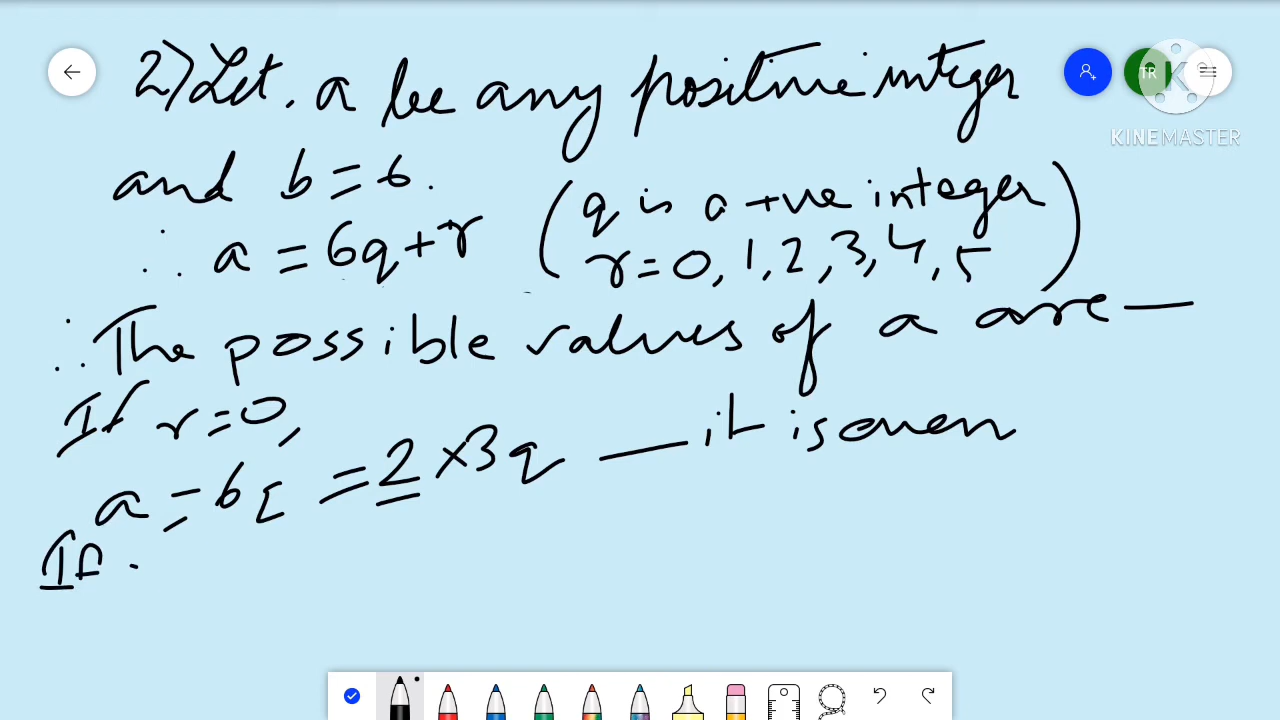 2) Let. a be any positive integer
TR
KINEMASTER
and b = 6.
∴ a = 6q + r (q is a +ve integer
r = 0, 1, 2, 3, 4, 5)
∴ The possible values of a are —
If r = 0,
a = 6q = 2 × 3q — it is even
If